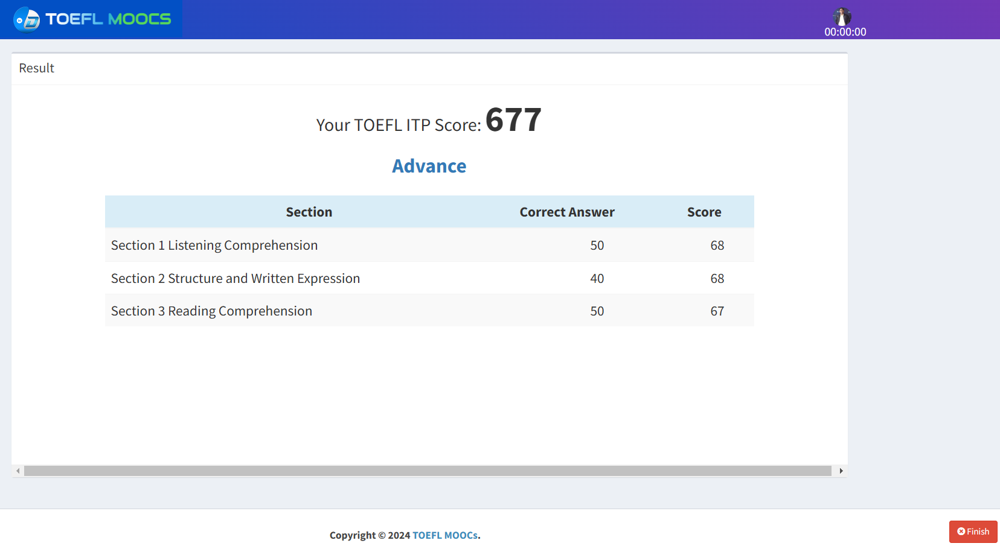 TOEFL MOOCS
00:00:00
Result
Your TOEFL ITP Score: 677
Advance
Section Correct Answer Score
Section 1 Listening Comprehension 50 68
Section 2 Structure and Written Expression 40 68
Section 3 Reading Comprehension 50 67
Copyright © 2024 TOEFL MOOCs.
Finish